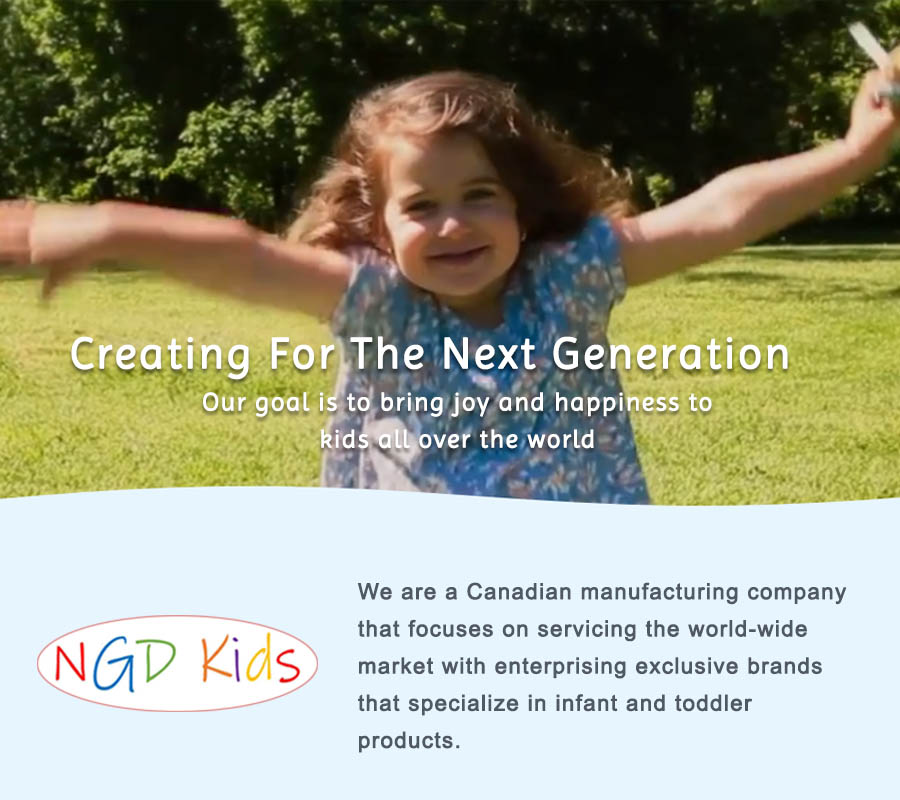 Creating For The Next Generation
Our goal is to bring joy and happiness to
kids all over the world
NGD Kids
We are a Canadian manufacturing company
that focuses on servicing the world-wide
market with enterprising exclusive brands
that specialize in infant and toddler
products.